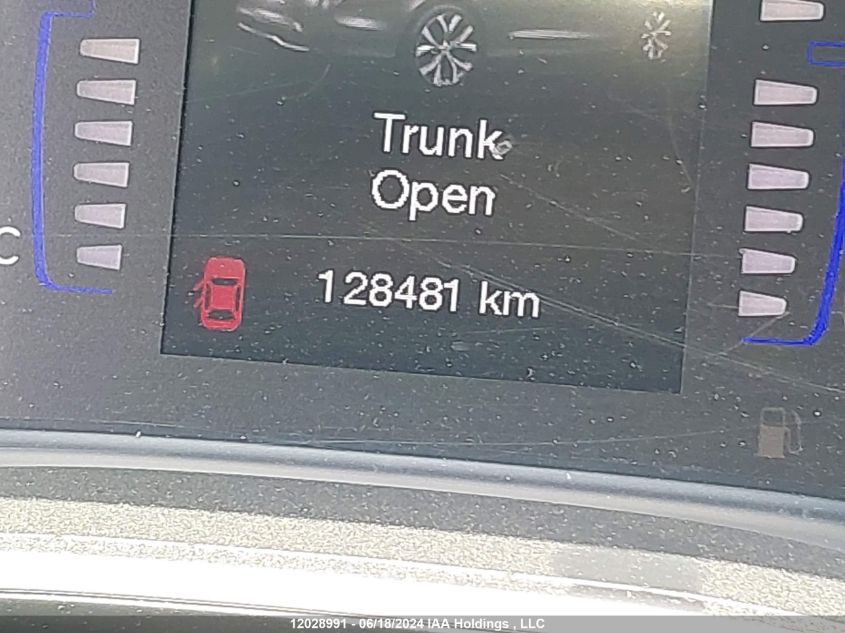 Trunk
Open
C
128481 km
12028991 - 06/18/2024 IAA Holdings , LLC